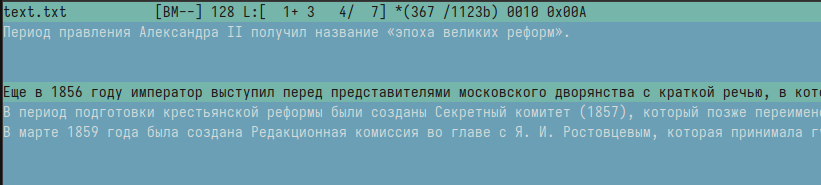 text.txt [BM--] 128 L:[ 1+ 3 4/ 7] *(367 /1123b) 0010 0x00A
Период правления Александра II получил название «эпоха великих реформ».
Еще в 1856 году император выступил перед представителями московского дворянства с краткой речью, в кот
В период подготовки крестьянской реформы были созданы Секретный комитет (1857), который позже переимен
В марте 1859 года была создана Редакционная комиссия во главе с Я. И. Ростовцевым, которая принимала г